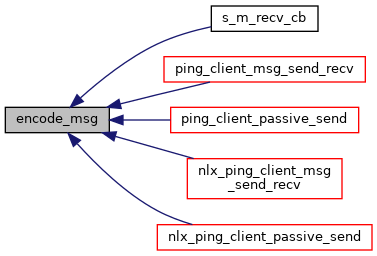 s_m_recv_cb
ping_client_msg_send_recv
encode_msg
ping_client_passive_send
nlx_ping_client_msg
_send_recv
nlx_ping_client_passive_send